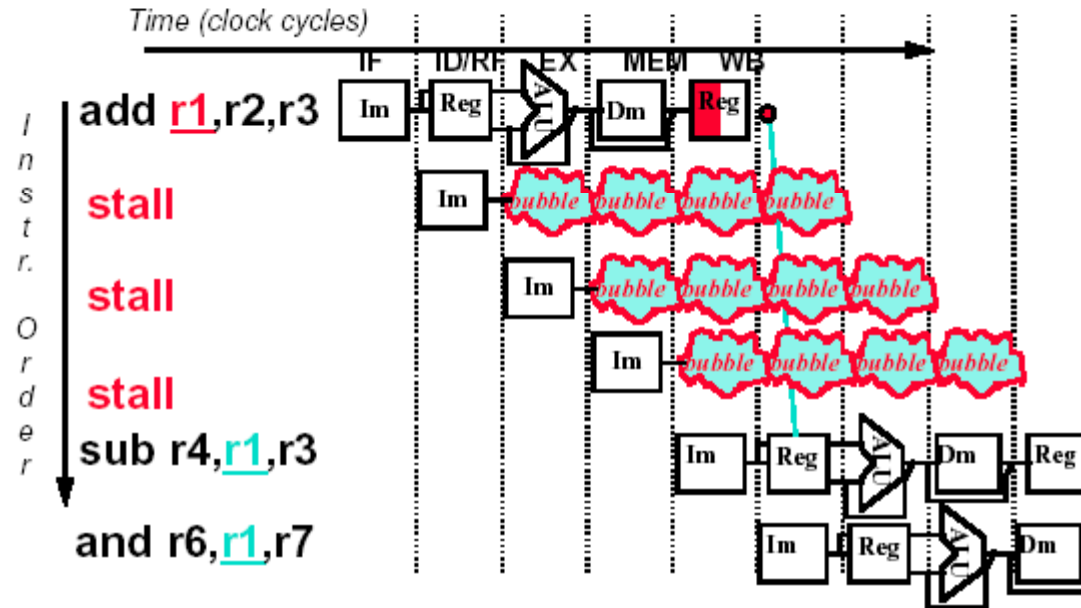 Time (clock cycles)
IF ID/RF EX MEM WB
Instr. Order
add r1,r2,r3 Im Reg ALU Dm Reg
stall Im bubble bubble bubble bubble
stall Im bubble bubble bubble bubble
stall Im bubble bubble bubble bubble
sub r4,r1,r3 Im Reg ALU Dm Reg
and r6,r1,r7 Im Reg ALU Dm